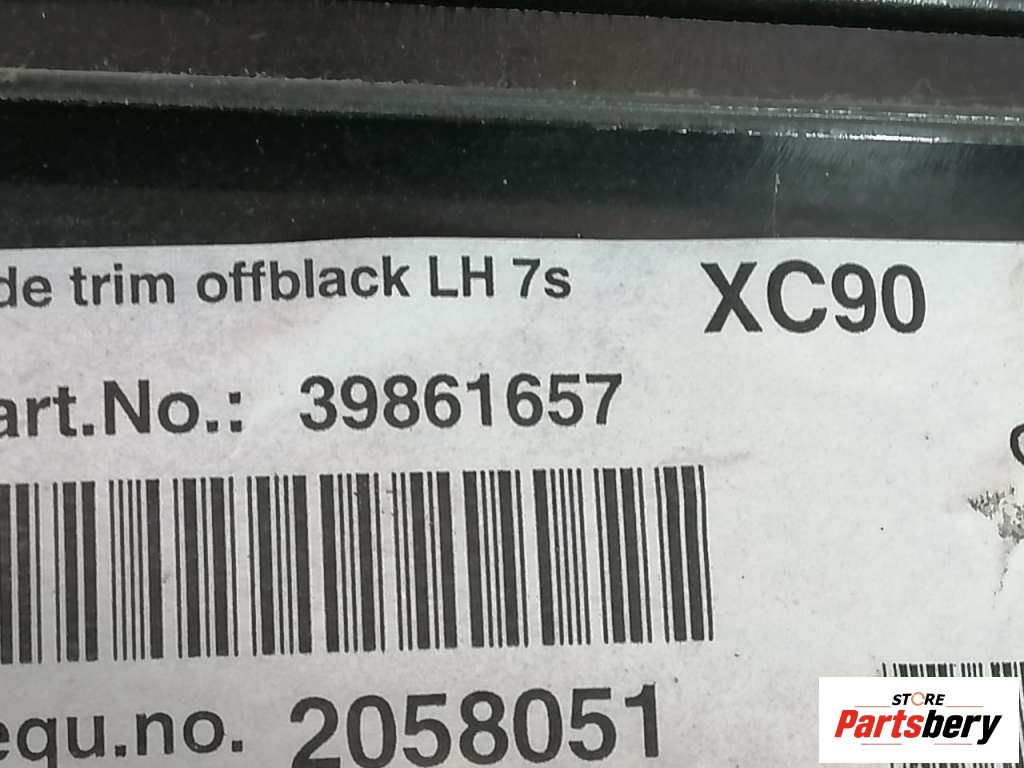 de trim offblack LH 7s
XC90
art.No.: 39861657
equ.no. 2058051
STORE
Partsbery